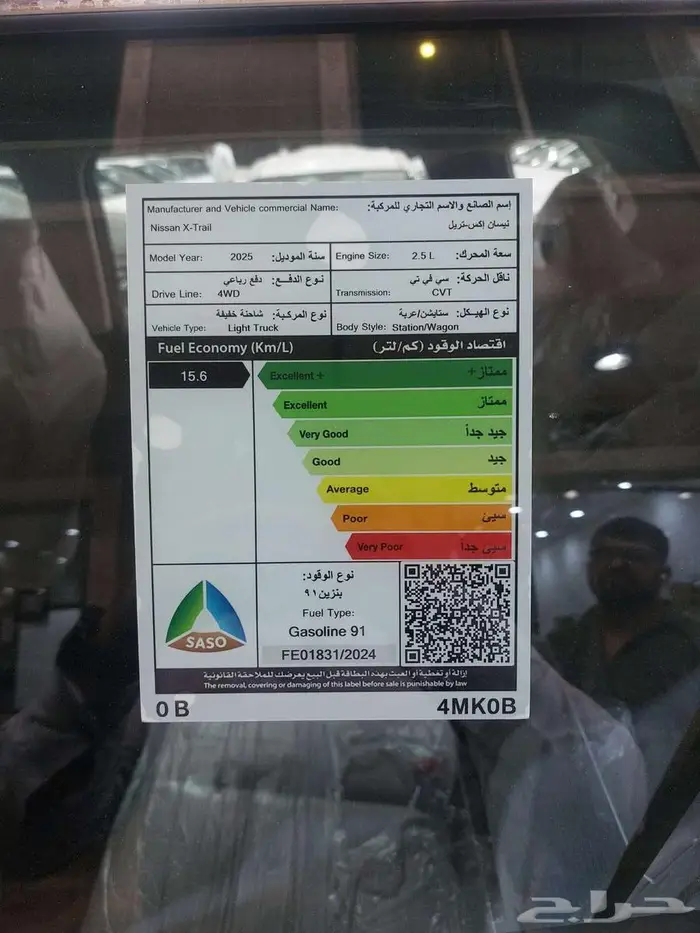 إسم الصانع والاسم التجاري للمركبة:
Manufacturer and Vehicle commercial Name:
نيسان إكس-تريل
Nissan X-Trail
Model Year: 2025 سنة الموديل:
Engine Size: 2.5 L سعة المحرك:
نوع الدفع: دفع رباعي
Drive Line: 4WD
ناقل الحركة: سي في تي
Transmission: CVT
نوع المركبة: شاحنة خفيفة
Vehicle Type: Light Truck
نوع الهيكل: ستايشن/عربة
Body Style: Station/Wagon
Fuel Economy (Km/L) اقتصاد الوقود (كم/لتر)
15.6
Excellent + ممتاز+
Excellent ممتاز
Very Good جيد جداً
Good جيد
Average متوسط
Poor سيئ
Very Poor سيئ جداً
نوع الوقود:
بنزين ٩١
Fuel Type:
Gasoline 91
FE01831/2024
SASO
إزالة أو تغطية أو العبث بهذه البطاقة قبل البيع يعرضك للملاحقة القانونية
The removal, covering or damaging of this label before sale is punishable by law
0 B 4MK0B
حراج